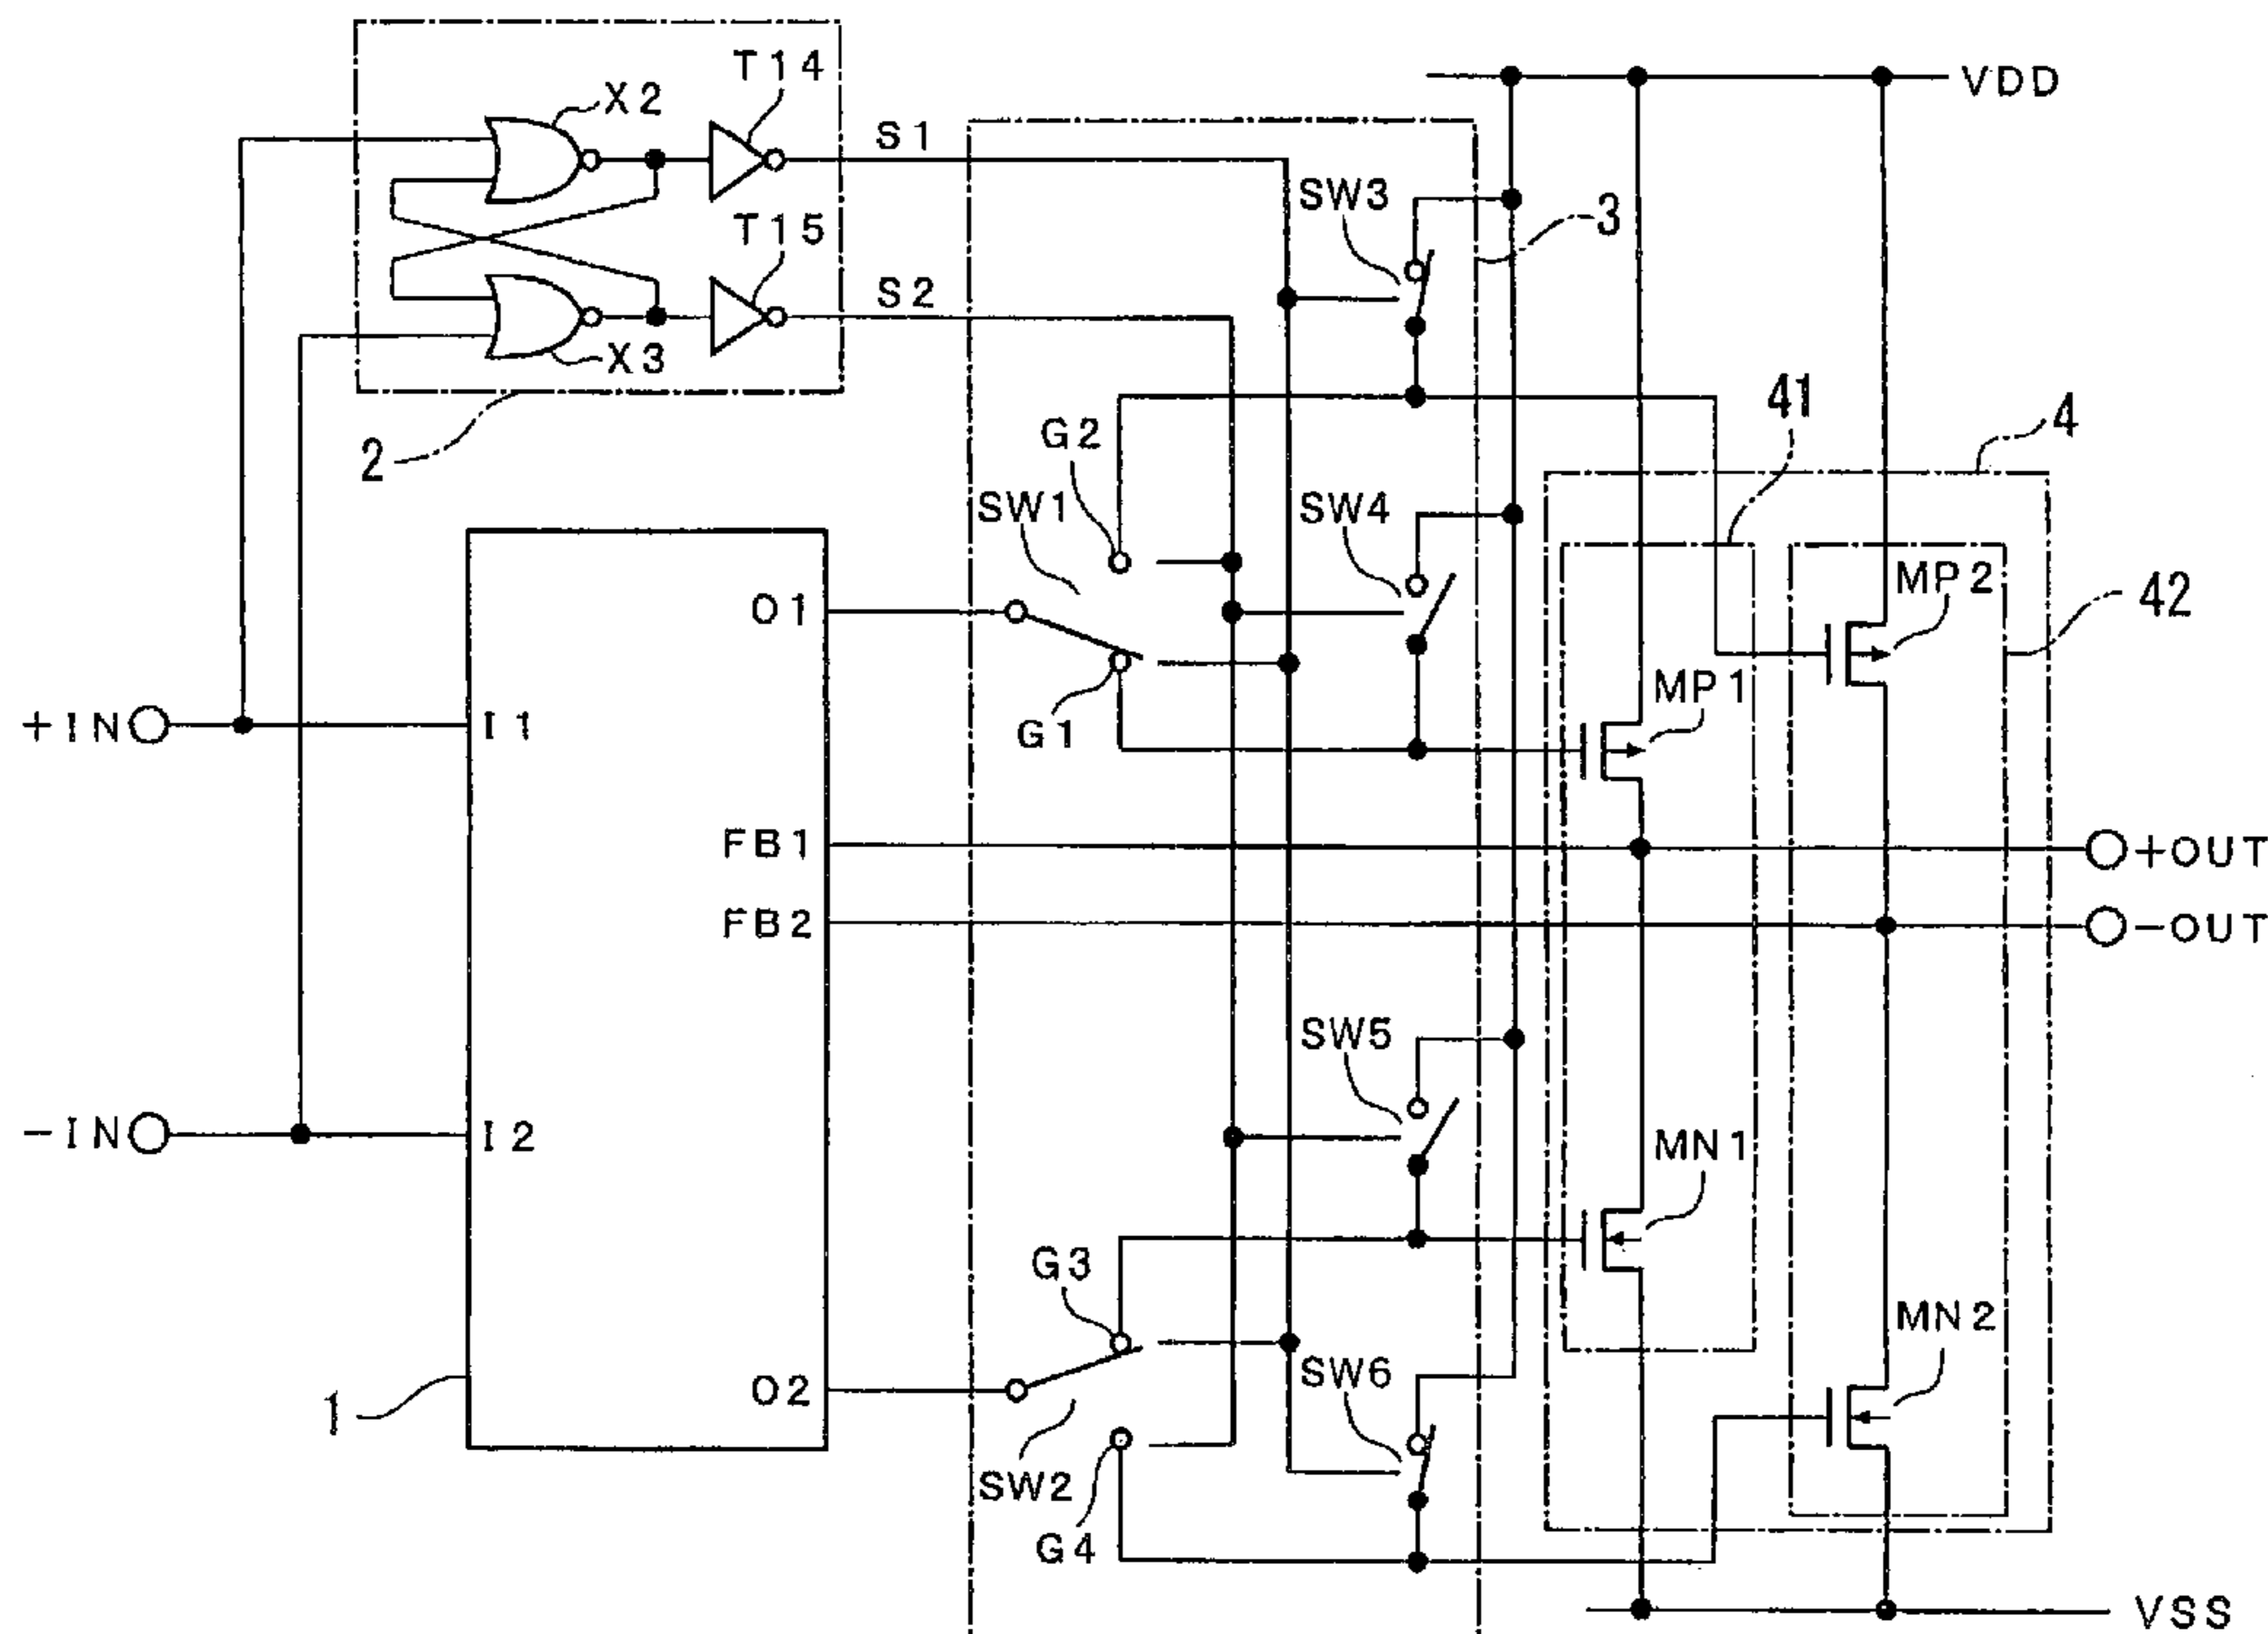 T14
X2
VDD
S1
SW3
3
T15
S2
X3
41
4
2
G2
SW1
SW4
MP2
42
O1
MP1
+IN
I1
G1
FB1
+OUT
FB2
-OUT
SW5
-IN
I2
MN1
G3
MN2
SW6
O2
1
SW2
G4
VSS